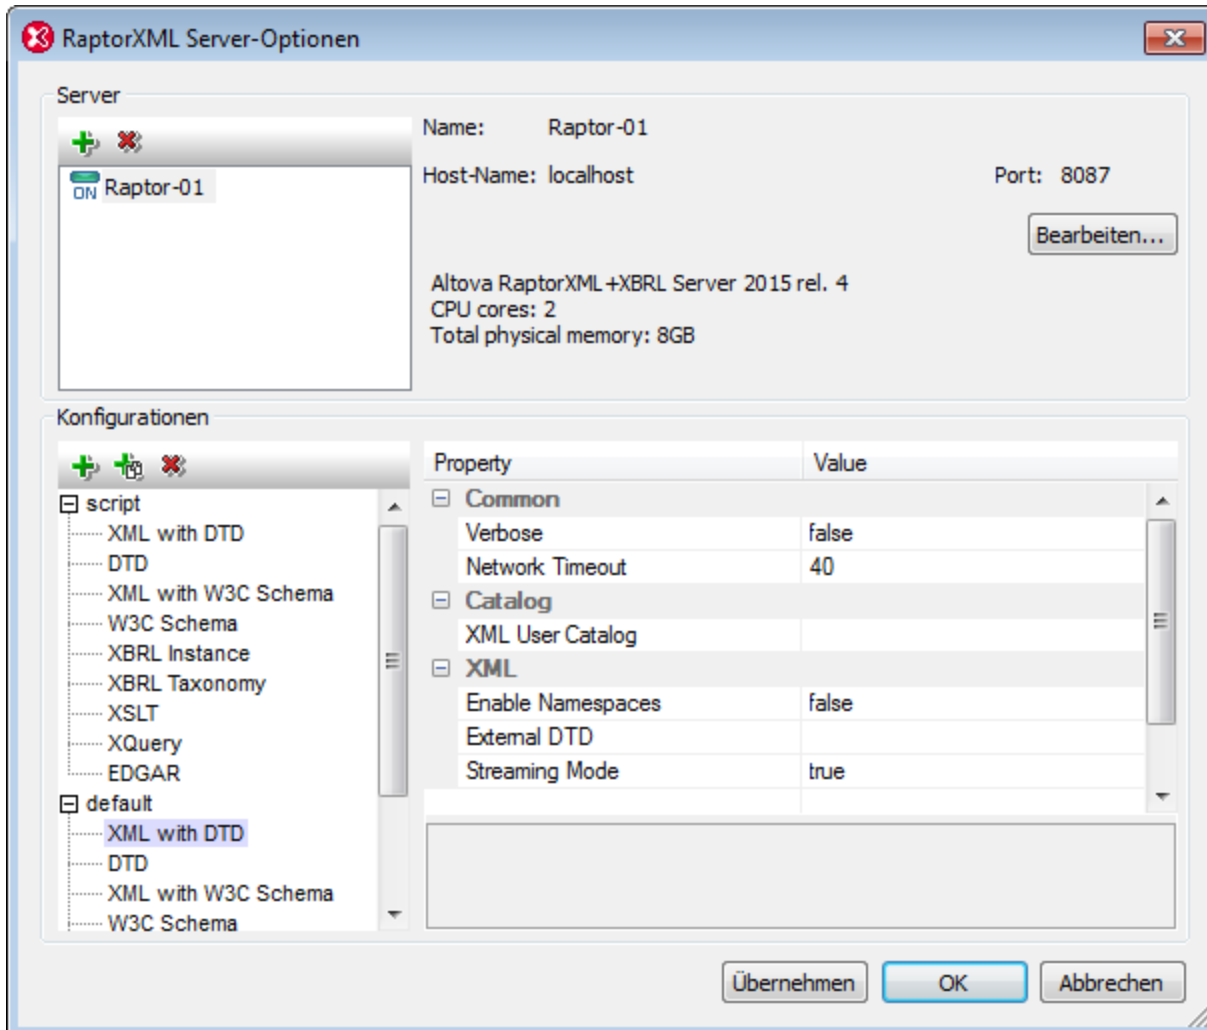 RaptorXML Server-Optionen
Server
Name: Raptor-01
ON Raptor-01
Host-Name: localhost Port: 8087
Bearbeiten...
Altova RaptorXML+XBRL Server 2015 rel. 4
CPU cores: 2
Total physical memory: 8GB
Konfigurationen
script
XML with DTD
DTD
XML with W3C Schema
W3C Schema
XBRL Instance
XBRL Taxonomy
XSLT
XQuery
EDGAR
default
XML with DTD
DTD
XML with W3C Schema
W3C Schema
Property Value
Common
Verbose false
Network Timeout 40
Catalog
XML User Catalog
XML
Enable Namespaces false
External DTD
Streaming Mode true
Übernehmen OK Abbrechen